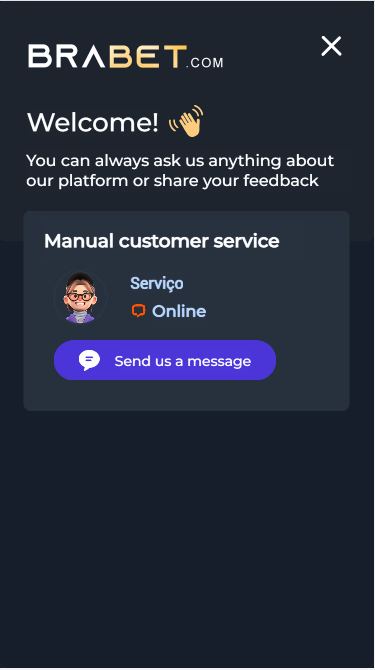 BRABET.COM
Welcome!
You can always ask us anything about
our platform or share your feedback
Manual customer service
Serviço
Online
Send us a message